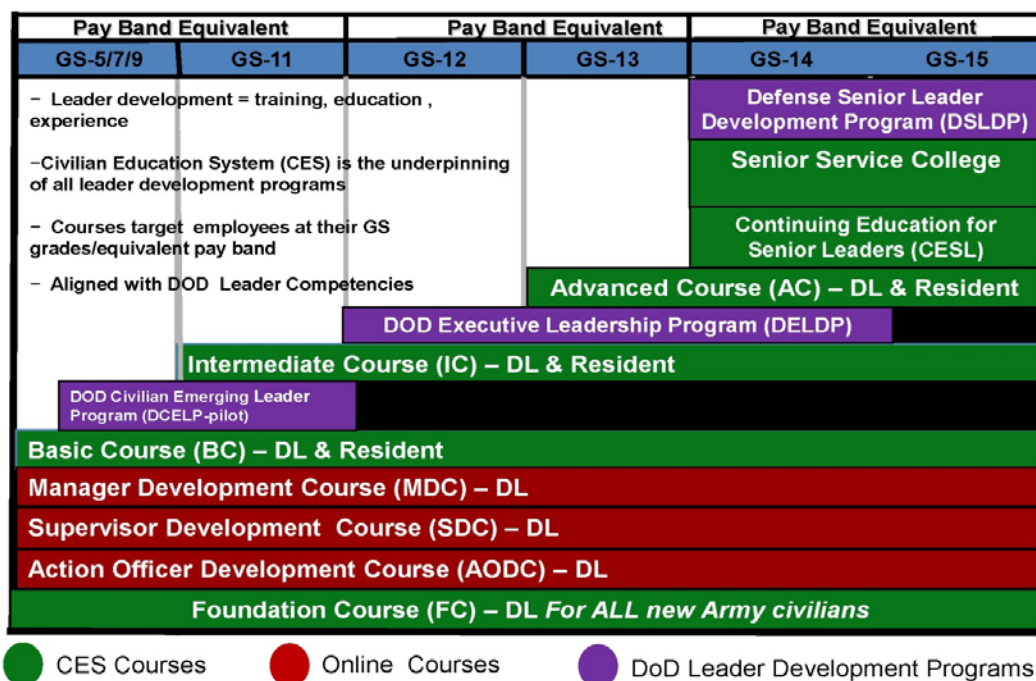 Pay Band Equivalent Pay Band Equivalent Pay Band Equivalent
GS-5/7/9 GS-11 GS-12 GS-13 GS-14 GS-15
– Leader development = training, education ,
experience
–Civilian Education System (CES) is the underpinning
of all leader development programs
– Courses target employees at their GS
grades/equivalent pay band
– Aligned with DOD Leader Competencies
Defense Senior Leader
Development Program (DSLDP)
Senior Service College
Continuing Education for
Senior Leaders (CESL)
Advanced Course (AC) – DL & Resident
DOD Executive Leadership Program (DELDP)
Intermediate Course (IC) – DL & Resident
DOD Civilian Emerging Leader
Program (DCELP-pilot)
Basic Course (BC) – DL & Resident
Manager Development Course (MDC) – DL
Supervisor Development Course (SDC) – DL
Action Officer Development Course (AODC) – DL
Foundation Course (FC) – DL For ALL new Army civilians
CES Courses Online Courses DoD Leader Development Programs